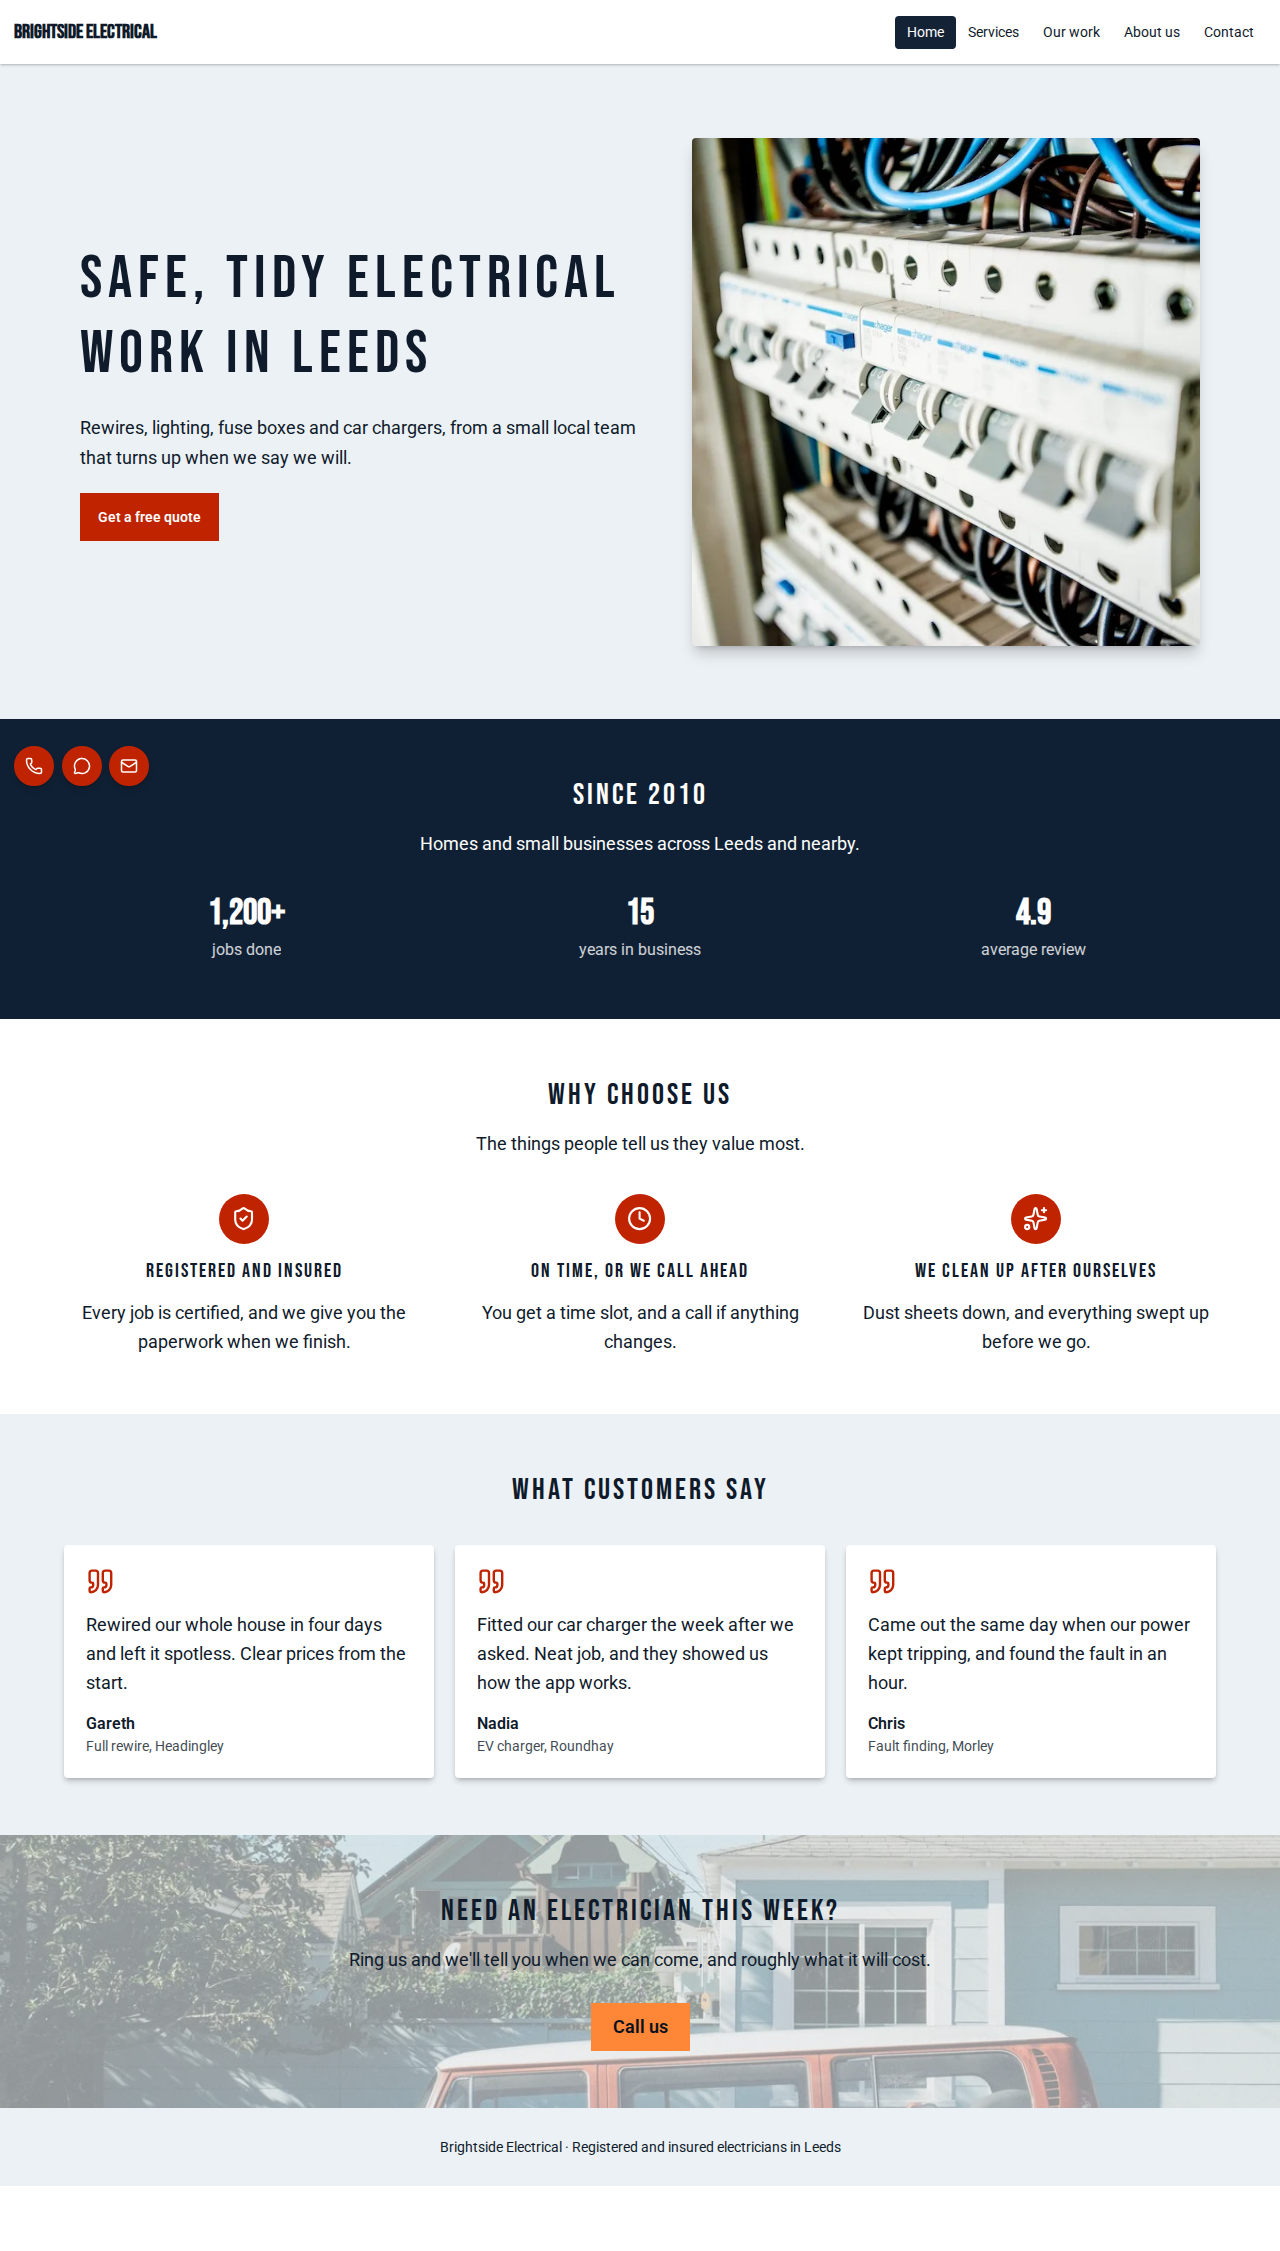 BRIGHTSIDE ELECTRICAL
Home Services Our work About us Contact
SAFE, TIDY ELECTRICAL
WORK IN LEEDS
Rewires, lighting, fuse boxes and car chargers, from a small local team
that turns up when we say we will.
Get a free quote
hager hager hager
SINCE 2010
Homes and small businesses across Leeds and nearby.
1,200+
jobs done
15
years in business
4.9
average review
WHY CHOOSE US
The things people tell us they value most.
REGISTERED AND INSURED
Every job is certified, and we give you the
paperwork when we finish.
ON TIME, OR WE CALL AHEAD
You get a time slot, and a call if anything
changes.
WE CLEAN UP AFTER OURSELVES
Dust sheets down, and everything swept up
before we go.
WHAT CUSTOMERS SAY
Rewired our whole house in four days
and left it spotless. Clear prices from the
start.
Gareth
Full rewire, Headingley
Fitted our car charger the week after we
asked. Neat job, and they showed us
how the app works.
Nadia
EV charger, Roundhay
Came out the same day when our power
kept tripping, and found the fault in an
hour.
Chris
Fault finding, Morley
NEED AN ELECTRICIAN THIS WEEK?
Ring us and we'll tell you when we can come, and roughly what it will cost.
Call us
Brightside Electrical · Registered and insured electricians in Leeds